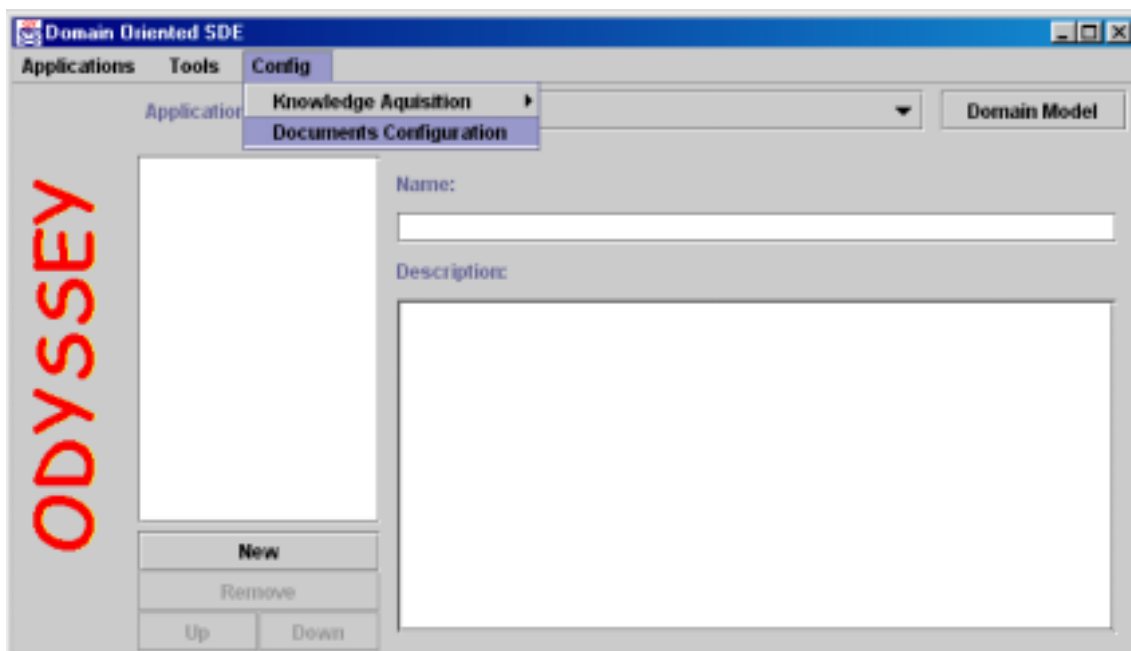 Domain Oriented SDE
Applications Tools Config
Knowledge Aquisition
Application
Domain Model
Documents Configuration
Name:
Description:
ODYSSEY
New
Remove
Up Down